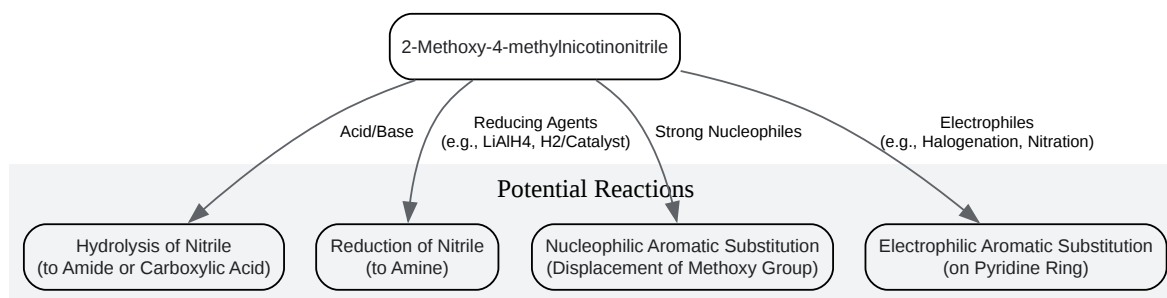 2-Methoxy-4-methylnicotinonitrile
Acid/Base
Reducing Agents
(e.g., LiAlH4, H2/Catalyst)
Strong Nucleophiles
Electrophiles
(e.g., Halogenation, Nitration)
Potential Reactions
Hydrolysis of Nitrile
(to Amide or Carboxylic Acid)
Reduction of Nitrile
(to Amine)
Nucleophilic Aromatic Substitution
(Displacement of Methoxy Group)
Electrophilic Aromatic Substitution
(on Pyridine Ring)